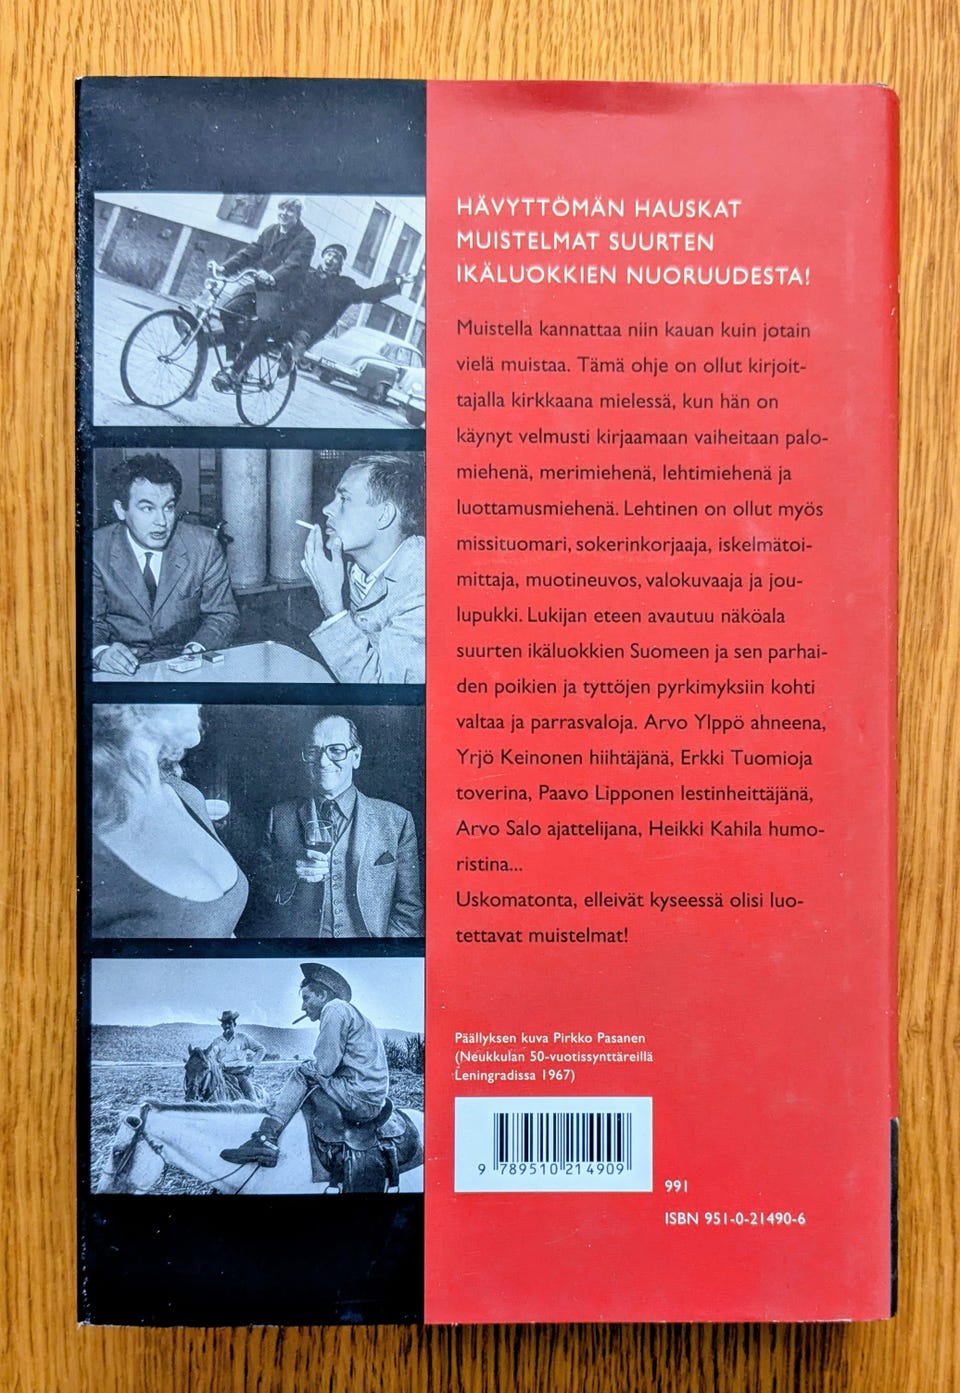 HÄVYTTÖMÄN HAUSKAT
MUISTELMAT SUURTEN
IKÄLUOKKIEN NUORUUDESTA!
Muistella kannattaa niin kauan kuin jotain
vielä muistaa. Tämä ohje on ollut kirjoit-
tajalla kirkkaana mielessä, kun hän on
käynyt velmusti kirjaamaan vaiheitaan palo-
miehenä, merimiehenä, lehtimiehenä ja
luottamusmiehenä. Lehtinen on ollut myös
missituomari, sokerinkorjaaja, iskelmätoi-
mittaja, muotineuvos, valokuvaaja ja jou-
lupukki. Lukijan eteen avautuu näköala
suurten ikäluokkien Suomeen ja sen parhai-
den poikien ja tyttöjen pyrkimyksiin kohti
valtaa ja parrasvaloja. Arvo Ylppö ahneena,
Yrjö Keinonen hiihtäjänä, Erkki Tuomioja
toverina, Paavo Lipponen lestinheittäjänä,
Arvo Salo ajattelijana, Heikki Kahila humo-
ristina...
Uskomatonta, elleivät kyseessä olisi luo-
tettavat muistelmat!
Päällyksen kuva Pirkko Pasanen
(Neukkulan 50-vuotissynttäreillä
Leningradissa 1967)
9 789510 214909
991
ISBN 951-0-21490-6